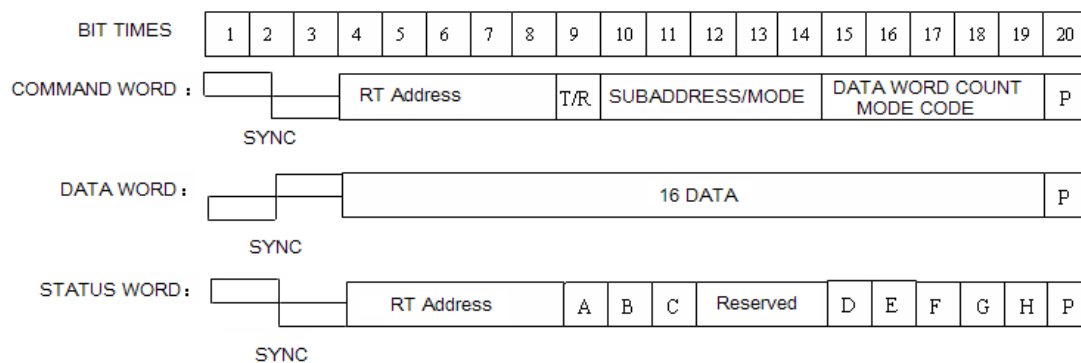 BIT TIMES 1 2 3 4 5 6 7 8 9 10 11 12 13 14 15 16 17 18 19 20
COMMAND WORD： RT Address T/R SUBADDRESS/MODE DATA WORD COUNT MODE CODE P
SYNC
DATA WORD： 16 DATA P
SYNC
STATUS WORD： RT Address A B C Reserved D E F G H P
SYNC